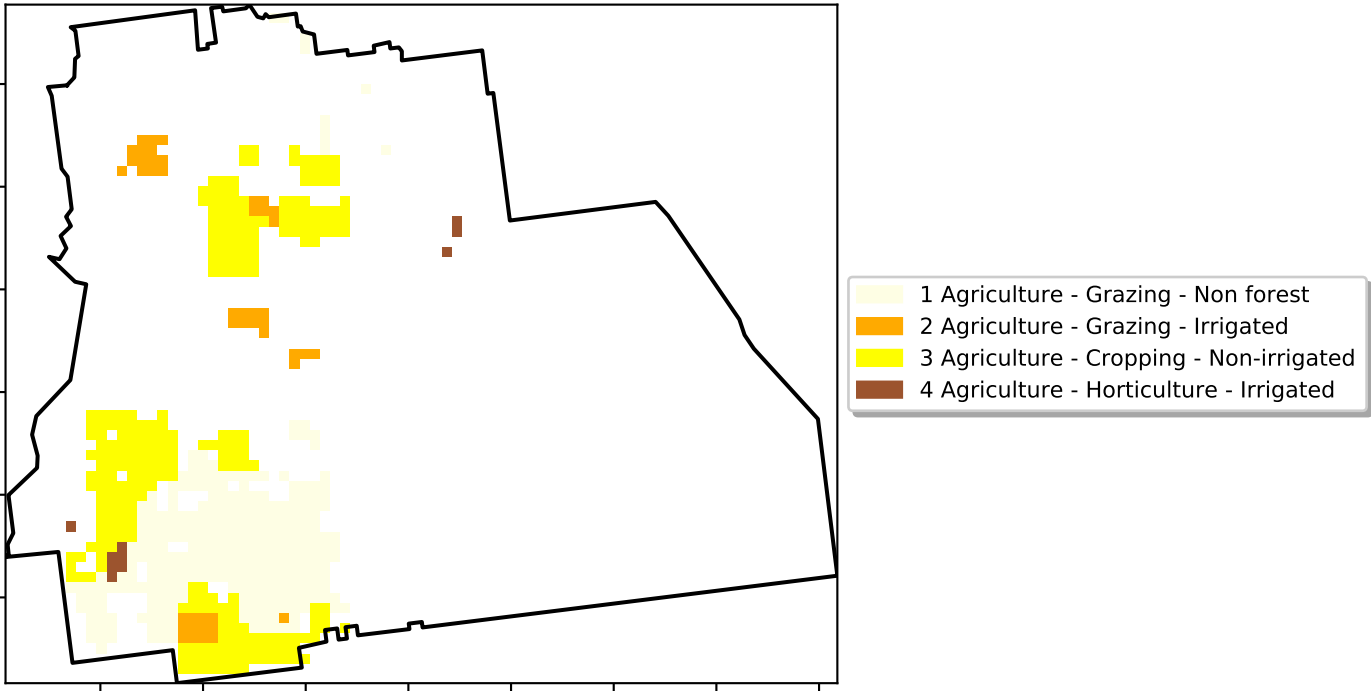 1 Agriculture - Grazing - Non forest
2 Agriculture - Grazing - Irrigated
3 Agriculture - Cropping - Non-irrigated
4 Agriculture - Horticulture - Irrigated